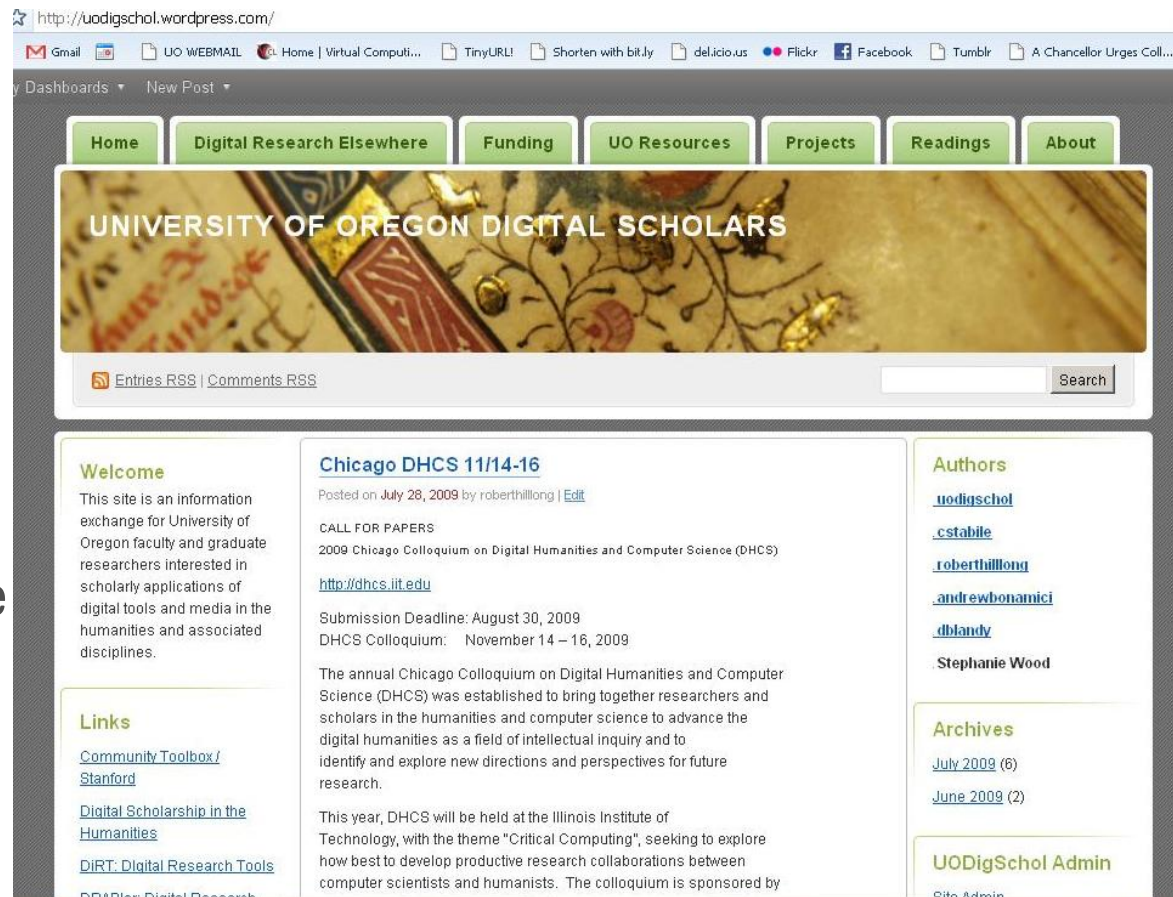 http://uodigschol.wordpress.com/
Gmail UO WEBMAIL Home | Virtual Computi... TinyURL! Shorten with bit.ly del.icio.us Flickr Facebook Tumblr A Chancellor Urges Coll...
y Dashboards New Post
Home Digital Research Elsewhere Funding UO Resources Projects Readings About
UNIVERSITY OF OREGON DIGITAL SCHOLARS
Entries RSS | Comments RSS Search
Welcome
This site is an information
exchange for University of
Oregon faculty and graduate
researchers interested in
scholarly applications of
digital tools and media in the
humanities and associated
disciplines.
Links
Community Toolbox /
Stanford
Digital Scholarship in the
Humanities
DiRT: DIgital Research Tools
Digital Research
e
Chicago DHCS 11/14-16
Posted on July 28, 2009 by roberthilllong | Edit
CALL FOR PAPERS
2009 Chicago Colloquium on Digital Humanities and Computer Science (DHCS)
http://dhcs.iit.edu
Submission Deadline: August 30, 2009
DHCS Colloquium: November 14 – 16, 2009
The annual Chicago Colloquium on Digital Humanities and Computer
Science (DHCS) was established to bring together researchers and
scholars in the humanities and computer science to advance the
digital humanities as a field of intellectual inquiry and to
identify and explore new directions and perspectives for future
research.
This year, DHCS will be held at the Illinois Institute of
Technology, with the theme "Critical Computing", seeking to explore
how best to develop productive research collaborations between
computer scientists and humanists. The colloquium is sponsored by
Authors
.uodigschol
.cstabile
.roberthilllong
.andrewbonamici
.dblandy
.Stephanie Wood
Archives
July 2009 (6)
June 2009 (2)
UODigSchol Admin
Site Admin